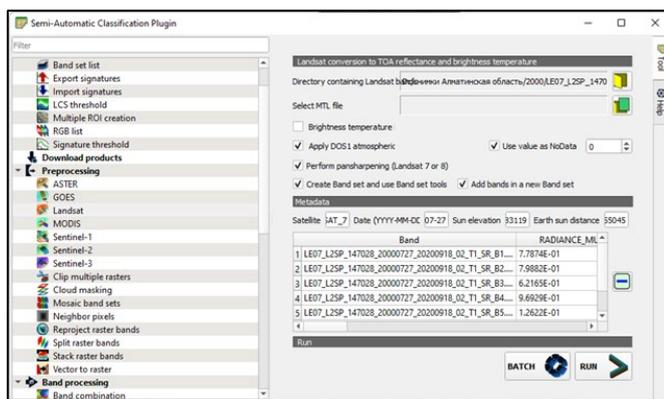 Semi-Automatic Classification Plugin
Filter
Band set list
Export signatures
Import signatures
LCS threshold
Multiple ROI creation
RGB list
Signature threshold
Download products
Preprocessing
ASTER
GOES
Landsat
MODIS
Sentinel-1
Sentinel-2
Sentinel-3
Clip multiple rasters
Cloud masking
Mosaic band sets
Neighbor pixels
Reproject raster bands
Split raster bands
Stack raster bands
Vector to raster
Band processing
Band combination
Landsat conversion to TOA reflectance and brightness temperature
Directory containing Landsat Алматинская область/2000/LE07_L2SP_1470
Select MTL file
Brightness temperature
Apply DOS1 atmospheric
Use value as NoData 0
Perform pansharpening (Landsat 7 or 8)
Create Band set and use Band set tools
Add bands in a new Band set
Metadata
Satellite SAT_7 Date (YYYY-MM-DD 07-27 Sun elevation 33119 Earth sun distance 55045
Band RADIANCE_ML
1 LE07_L2SP_147028_20000727_20200918_02_T1_SR_B1.... 7.7874E-01
2 LE07_L2SP_147028_20000727_20200918_02_T1_SR_B2.... 7.9882E-01
3 LE07_L2SP_147028_20000727_20200918_02_T1_SR_B3.... 6.2165E-01
4 LE07_L2SP_147028_20000727_20200918_02_T1_SR_B4.... 9.6929E-01
5 LE07_L2SP_147028_20000727_20200918_02_T1_SR_B5.... 1.2622E-01
Run
BATCH
RUN
Tool
Help